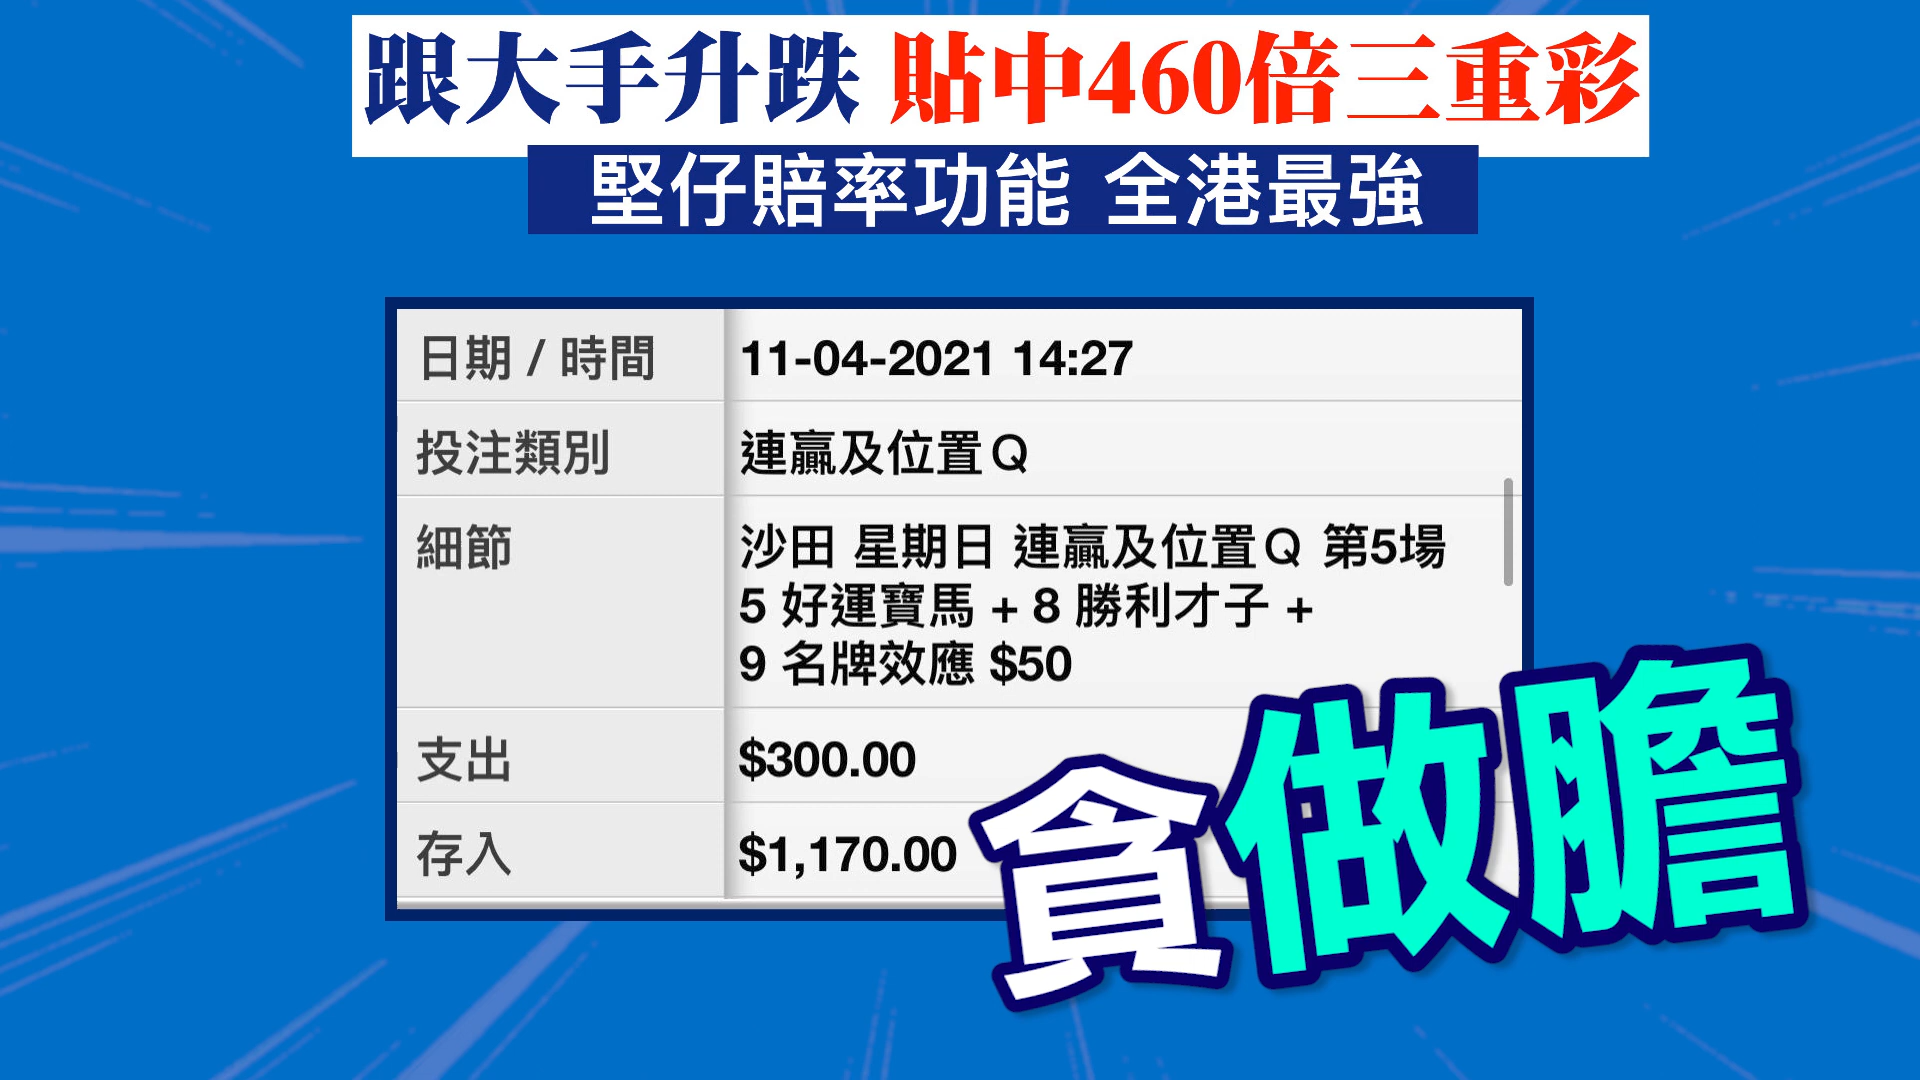 跟大手升跌 貼中460倍三重彩
堅仔賠率功能 全港最強
日期 / 時間 11-04-2021 14:27
投注類別 連贏及位置Q
細節 沙田 星期日 連贏及位置Q 第5場
5 好運寶馬 + 8 勝利才子 +
9 名牌效應 $50
支出 $300.00
存入 $1,170.00
貪做膽